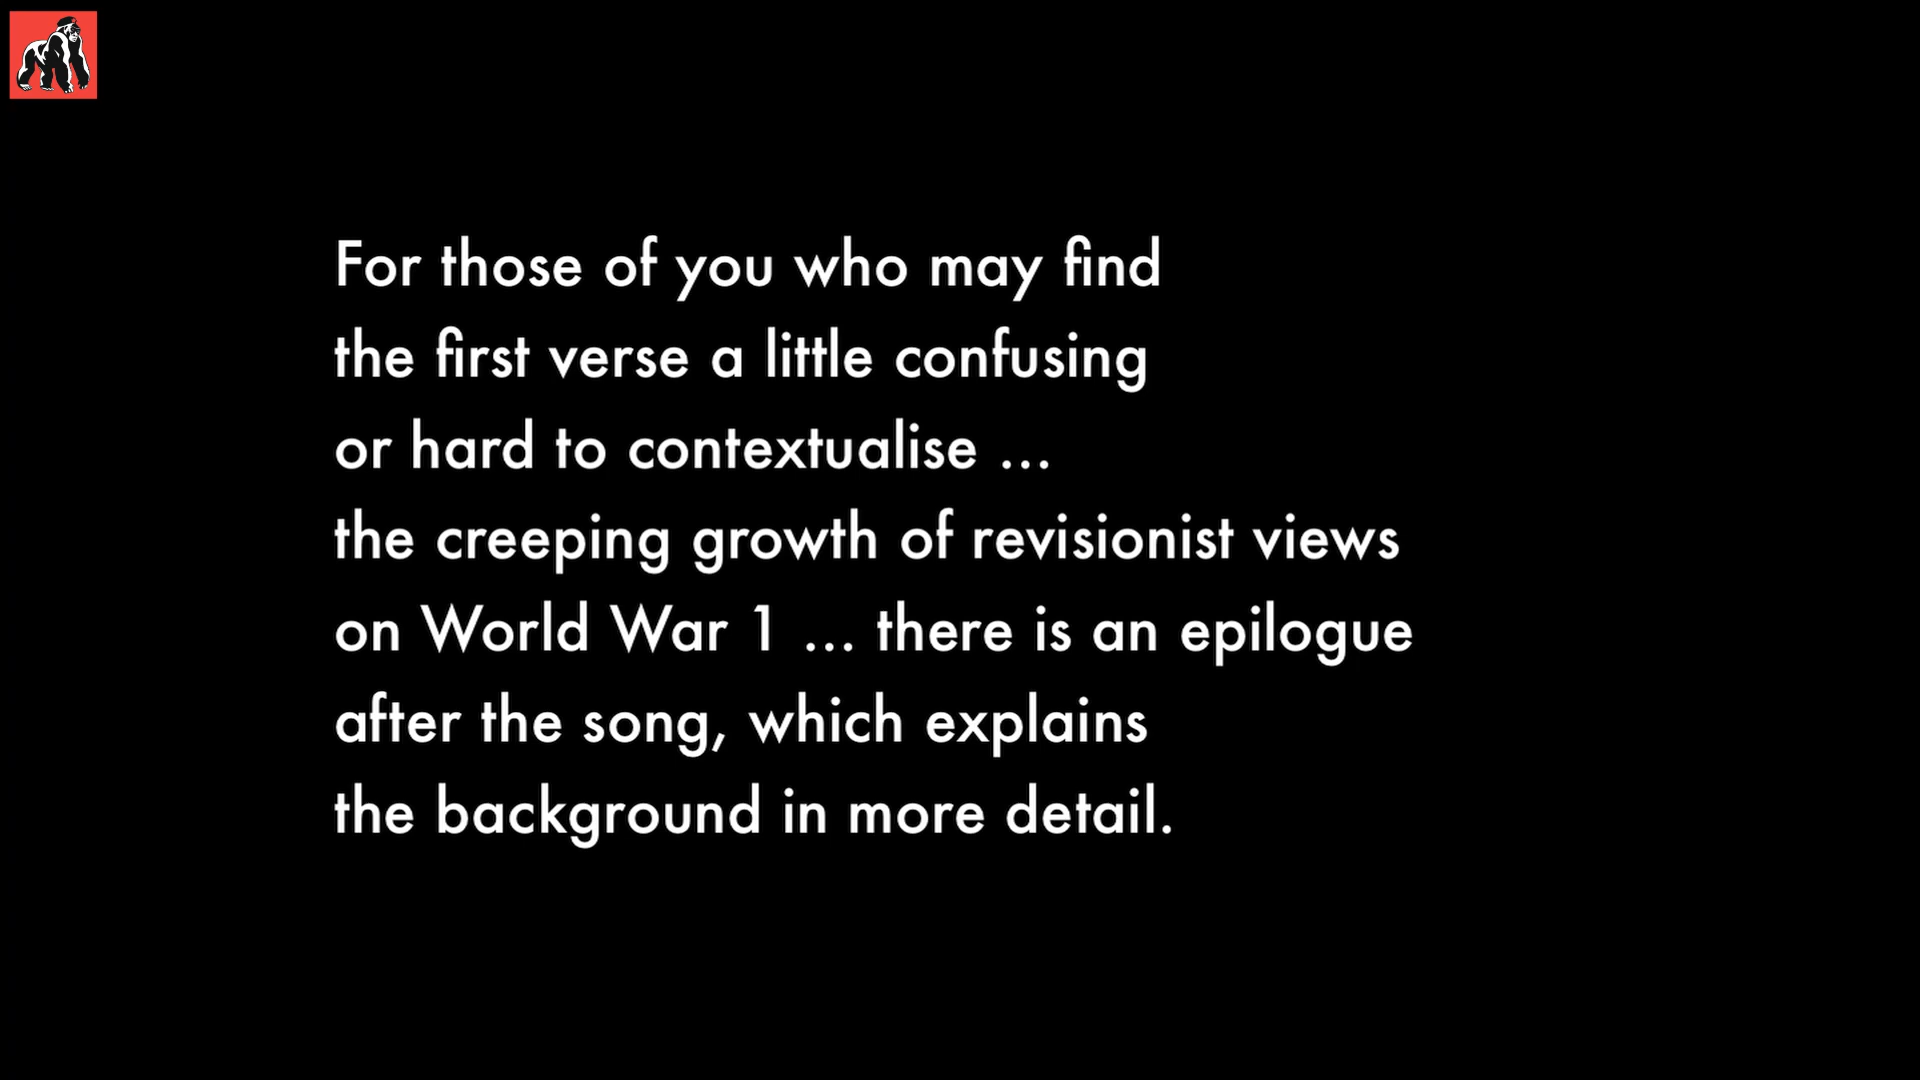 For those of you who may find
the first verse a little confusing
or hard to contextualise ...
the creeping growth of revisionist views
on World War 1 ... there is an epilogue
after the song, which explains
the background in more detail.